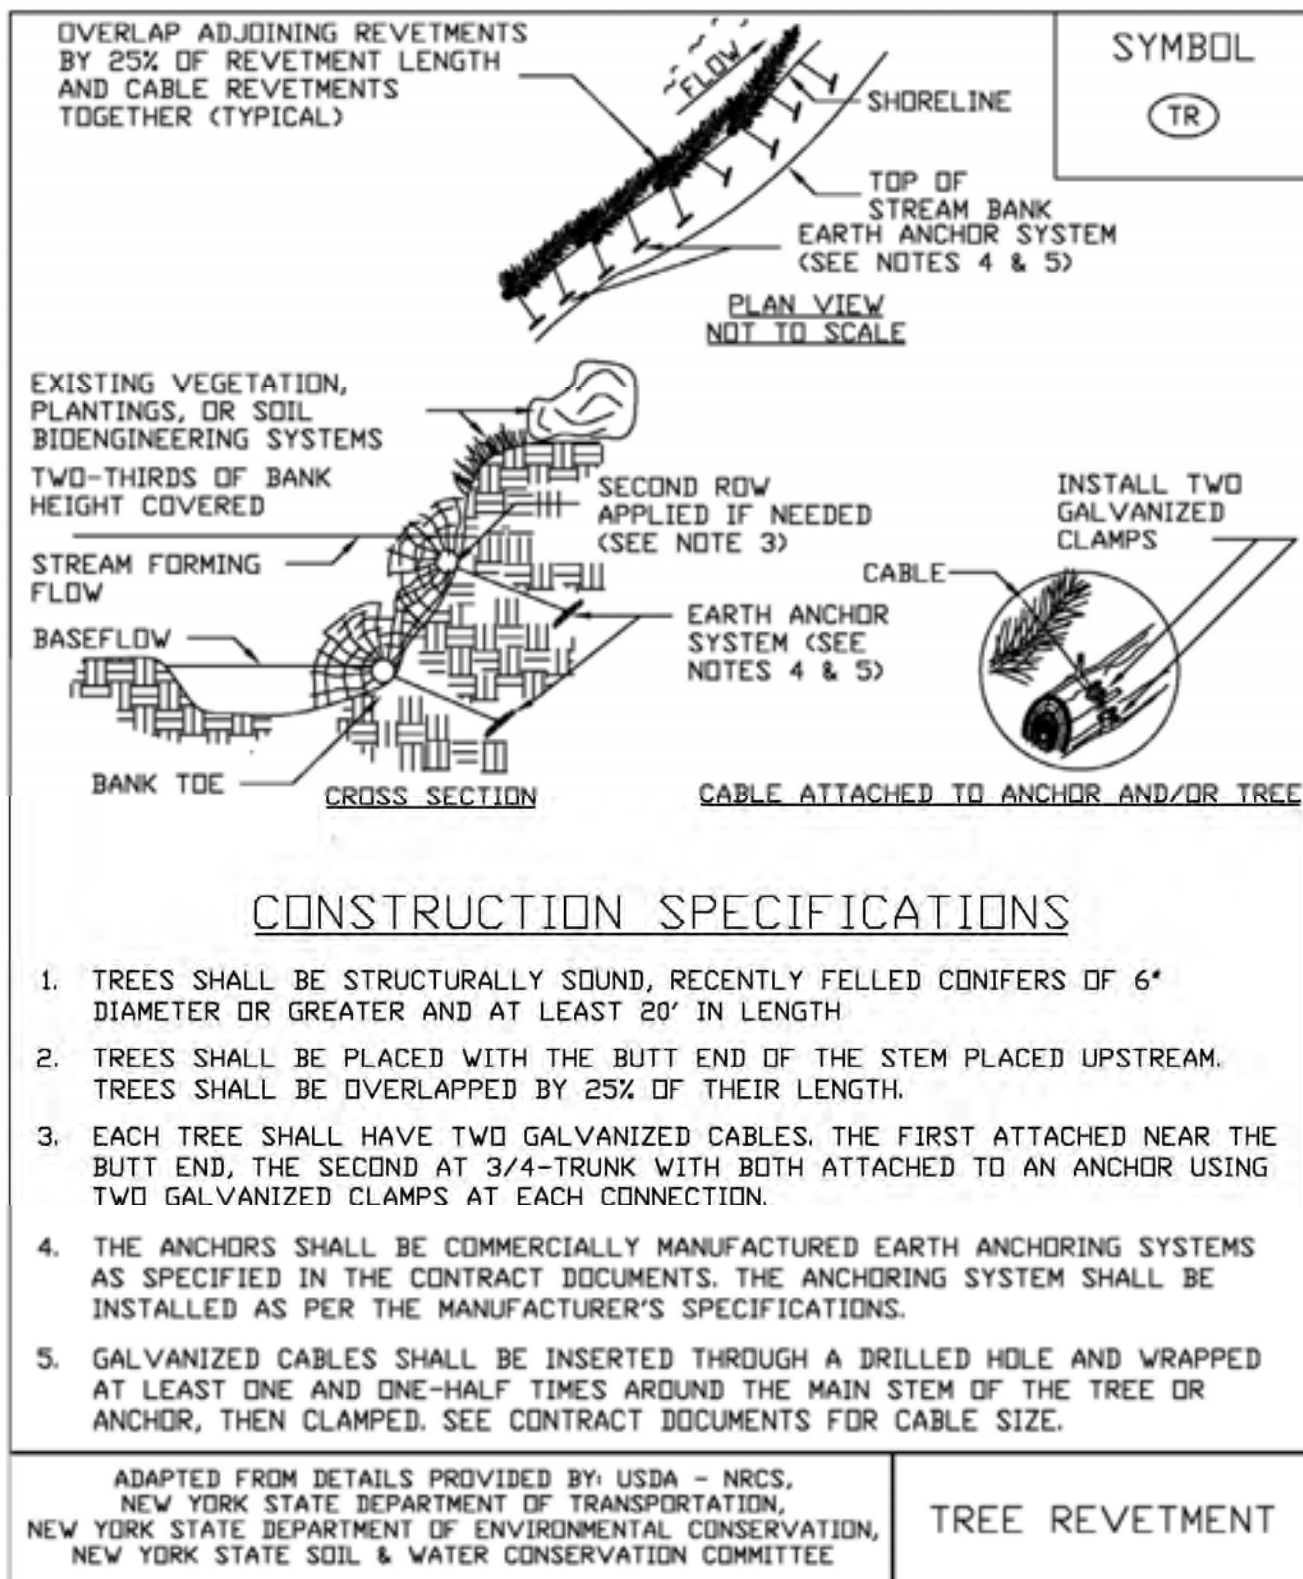 OVERLAP ADJOINING REVETMENTS
BY 25% OF REVETMENT LENGTH
AND CABLE REVETMENTS
TOGETHER (TYPICAL)
FLOW
SHORELINE
TOP OF
STREAM BANK
EARTH ANCHOR SYSTEM
(SEE NOTES 4 & 5)
PLAN VIEW
NOT TO SCALE
SYMBOL
TR
EXISTING VEGETATION,
PLANTINGS, OR SOIL
BIOENGINEERING SYSTEMS
TWO-THIRDS OF BANK
HEIGHT COVERED
STREAM FORMING
FLOW
BASEFLOW
BANK TOE
SECOND ROW
APPLIED IF NEEDED
(SEE NOTE 3)
EARTH ANCHOR
SYSTEM (SEE
NOTES 4 & 5)
CROSS SECTION
INSTALL TWO
GALVANIZED
CLAMPS
CABLE
CABLE ATTACHED TO ANCHOR AND/OR TREE
CONSTRUCTION SPECIFICATIONS
1. TREES SHALL BE STRUCTURALLY SOUND, RECENTLY FELLED CONIFERS OF 6"
DIAMETER OR GREATER AND AT LEAST 20' IN LENGTH
2. TREES SHALL BE PLACED WITH THE BUTT END OF THE STEM PLACED UPSTREAM.
TREES SHALL BE OVERLAPPED BY 25% OF THEIR LENGTH.
3. EACH TREE SHALL HAVE TWO GALVANIZED CABLES. THE FIRST ATTACHED NEAR THE
BUTT END, THE SECOND AT 3/4-TRUNK WITH BOTH ATTACHED TO AN ANCHOR USING
TWO GALVANIZED CLAMPS AT EACH CONNECTION.
4. THE ANCHORS SHALL BE COMMERCIALLY MANUFACTURED EARTH ANCHORING SYSTEMS
AS SPECIFIED IN THE CONTRACT DOCUMENTS. THE ANCHORING SYSTEM SHALL BE
INSTALLED AS PER THE MANUFACTURER'S SPECIFICATIONS.
5. GALVANIZED CABLES SHALL BE INSERTED THROUGH A DRILLED HOLE AND WRAPPED
AT LEAST ONE AND ONE-HALF TIMES AROUND THE MAIN STEM OF THE TREE OR
ANCHOR, THEN CLAMPED. SEE CONTRACT DOCUMENTS FOR CABLE SIZE.
ADAPTED FROM DETAILS PROVIDED BY: USDA - NRCS,
NEW YORK STATE DEPARTMENT OF TRANSPORTATION,
NEW YORK STATE DEPARTMENT OF ENVIRONMENTAL CONSERVATION,
NEW YORK STATE SOIL & WATER CONSERVATION COMMITTEE
TREE REVETMENT